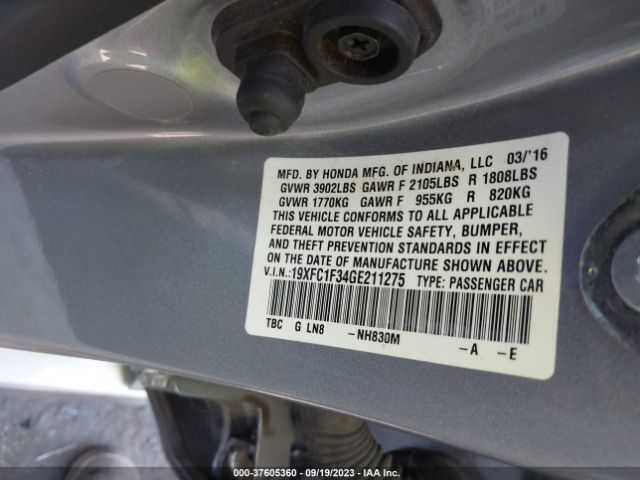 MFD. BY HONDA MFG. OF INDIANA, LLC 03/'16
GVWR 3902LBS GAWR F 2105LBS R 1808LBS
GVWR 1770KG GAWR F 955KG R 820KG
THIS VEHICLE CONFORMS TO ALL APPLICABLE
FEDERAL MOTOR VEHICLE SAFETY, BUMPER,
AND THEFT PREVENTION STANDARDS IN EFFECT
ON THE DATE OF MANUFACTURE SHOWN ABOVE.
V.I.N.:19XFC1F34GE211275 TYPE: PASSENGER CAR
TBC G LN8 -NH830M -A -E
000-37605360 - 09/19/2023 - IAA Inc.